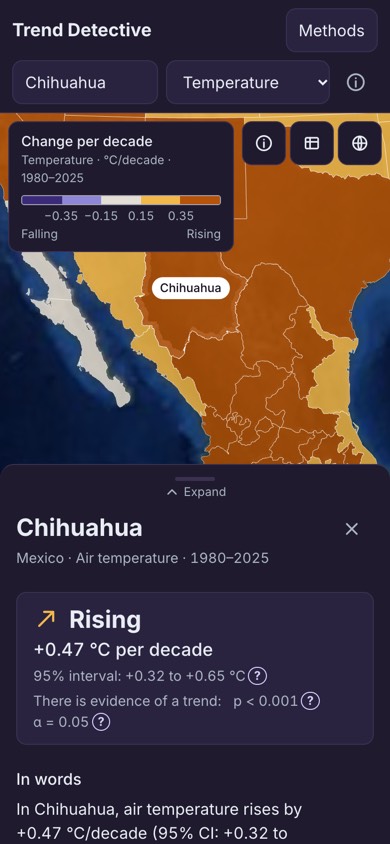 Trend Detective
Methods
Chihuahua
Temperature
Change per decade
Temperature · °C/decade ·
1980–2025
−0.35 −0.15 0.15 0.35
Falling
Rising
Chihuahua
Expand
Chihuahua
Mexico · Air temperature · 1980–2025
Rising
+0.47 °C per decade
95% interval: +0.32 to +0.65 °C ?
There is evidence of a trend: p < 0.001 ?
α = 0.05 ?
In words
In Chihuahua, air temperature rises by
+0.47 °C/decade (95% CI: +0.32 to